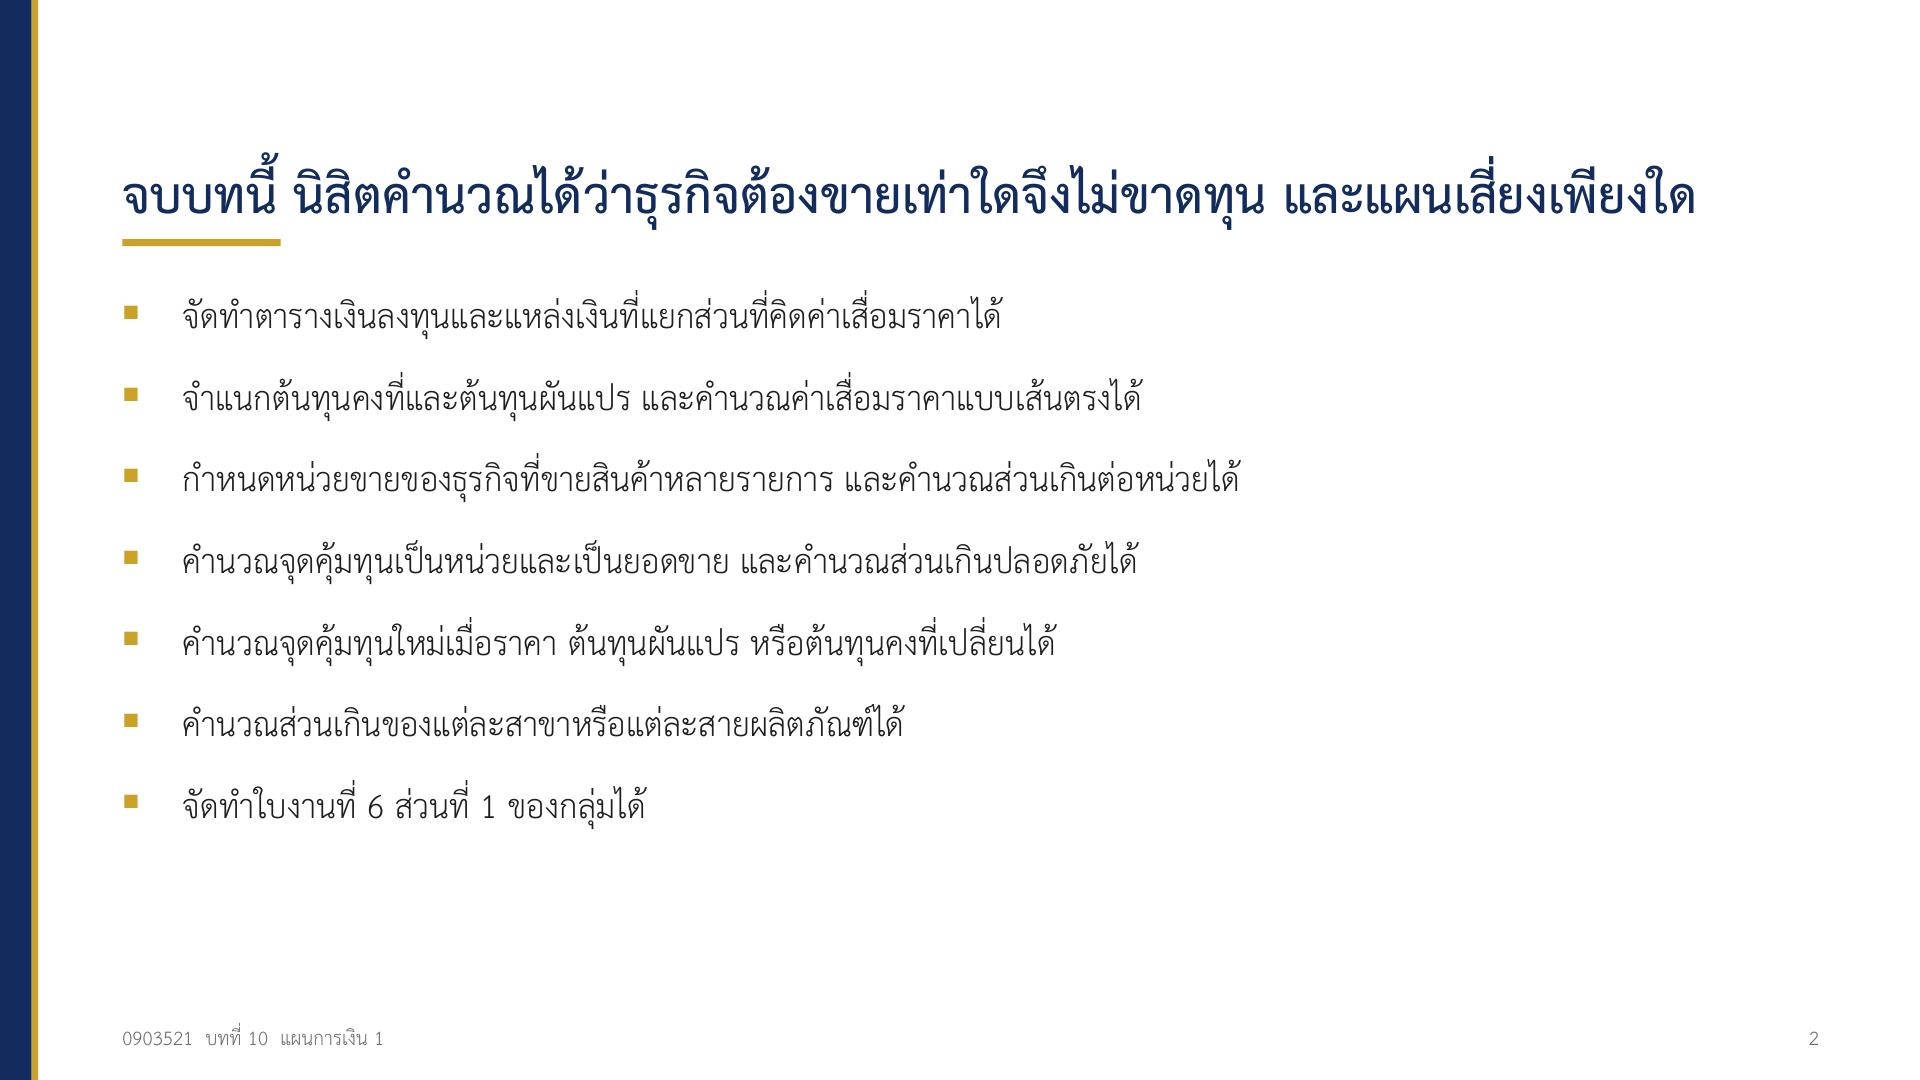 จบบทนี้ นิสิตคำนวณได้ว่าธุรกิจต้องขายเท่าใดจึงไม่ขาดทุน และแผนเสี่ยงเพียงใด
จัดทำตารางเงินลงทุนและแหล่งเงินที่แยกส่วนที่คิดค่าเสื่อมราคาได้
จำแนกต้นทุนคงที่และต้นทุนผันแปร และคำนวณค่าเสื่อมราคาแบบเส้นตรงได้
กำหนดหน่วยขายของธุรกิจที่ขายสินค้าหลายรายการ และคำนวณส่วนเกินต่อหน่วยได้
คำนวณจุดคุ้มทุนเป็นหน่วยและเป็นยอดขาย และคำนวณส่วนเกินปลอดภัยได้
คำนวณจุดคุ้มทุนใหม่เมื่อราคา ต้นทุนผันแปร หรือต้นทุนคงที่เปลี่ยนได้
คำนวณส่วนเกินของแต่ละสาขาหรือแต่ละสายผลิตภัณฑ์ได้
จัดทำใบงานที่ 6 ส่วนที่ 1 ของกลุ่มได้
0903521 บทที่ 10 แผนการเงิน 1
2